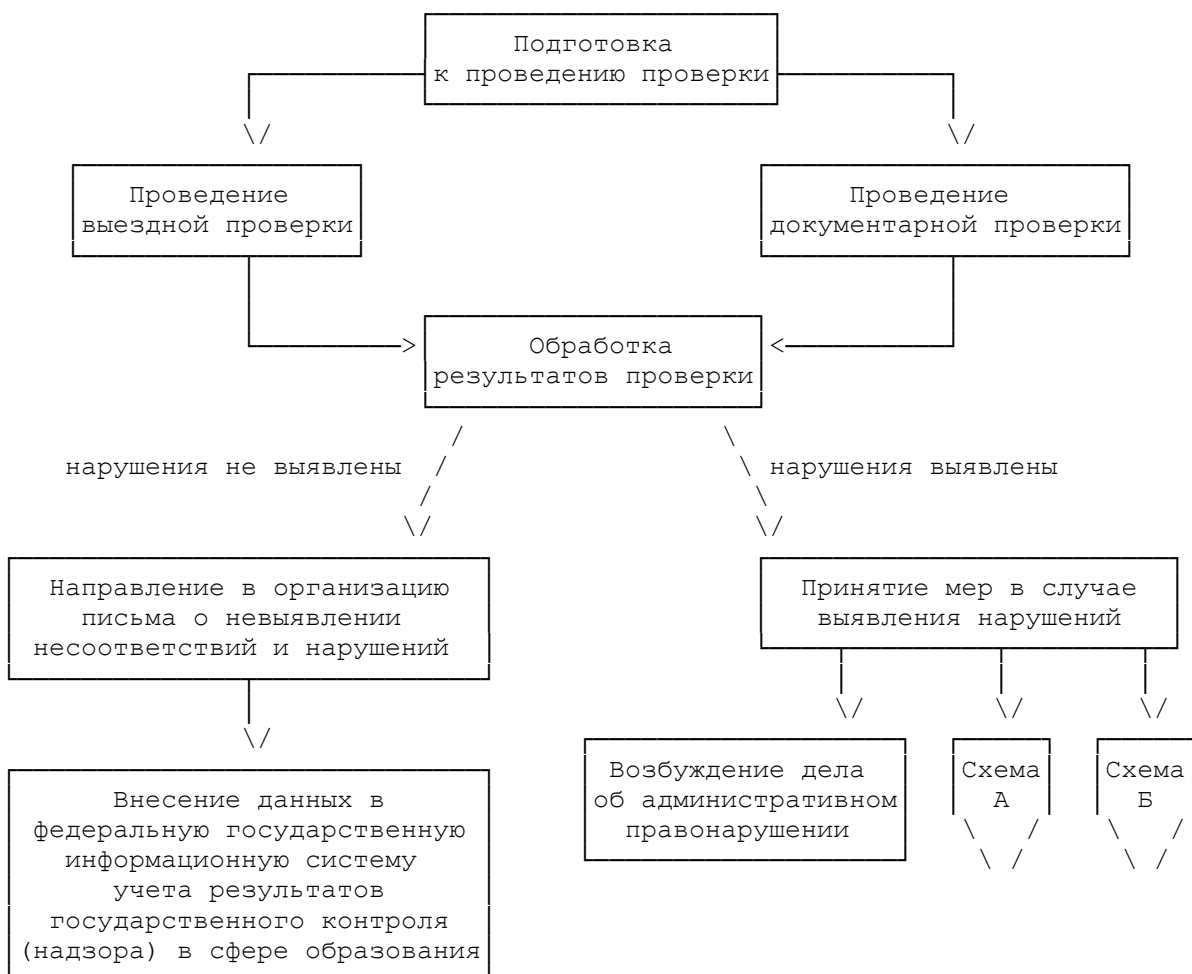 Подготовка
к проведению проверки
Проведение
выездной проверки
Проведение
документарной проверки
Обработка
результатов проверки
нарушения не выявлены
нарушения выявлены
Направление в организацию
письма о невыявлении
несоответствий и нарушений
Принятие мер в случае
выявления нарушений
Внесение данных в
федеральную государственную
информационную систему
учета результатов
государственного контроля
(надзора) в сфере образования
Возбуждение дела
об административном
правонарушении
Схема
А
Схема
Б